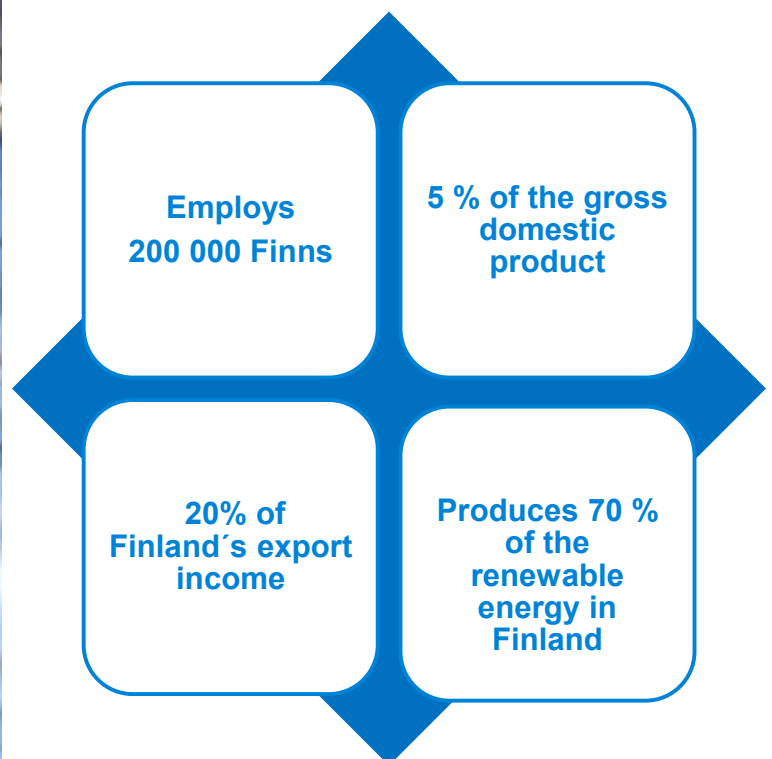 Employs
200 000 Finns
5 % of the gross
domestic
product
20% of
Finland´s export
income
Produces 70 %
of the
renewable
energy in
Finland